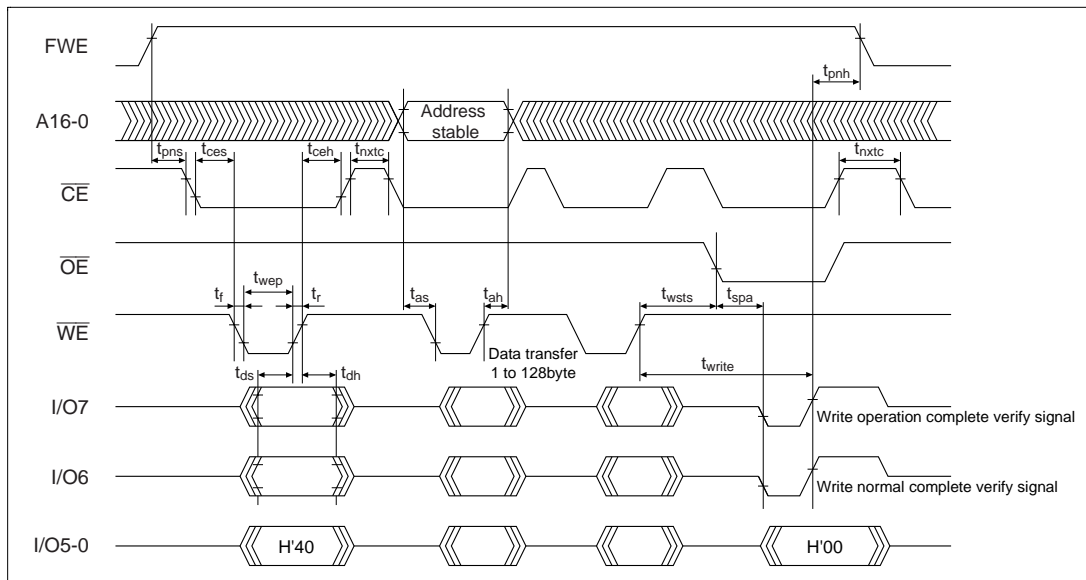 FWE
tpnh
A16-0
Address
stable
tpns
tces
tceh
tnxtc
tnxtc
CE
OE
twep
tf
tr
tas
tah
twsts
tspa
WE
Data transfer
1 to 128byte
twrite
tds
tdh
I/O7
Write operation complete verify signal
I/O6
Write normal complete verify signal
I/O5-0
H'40
H'00